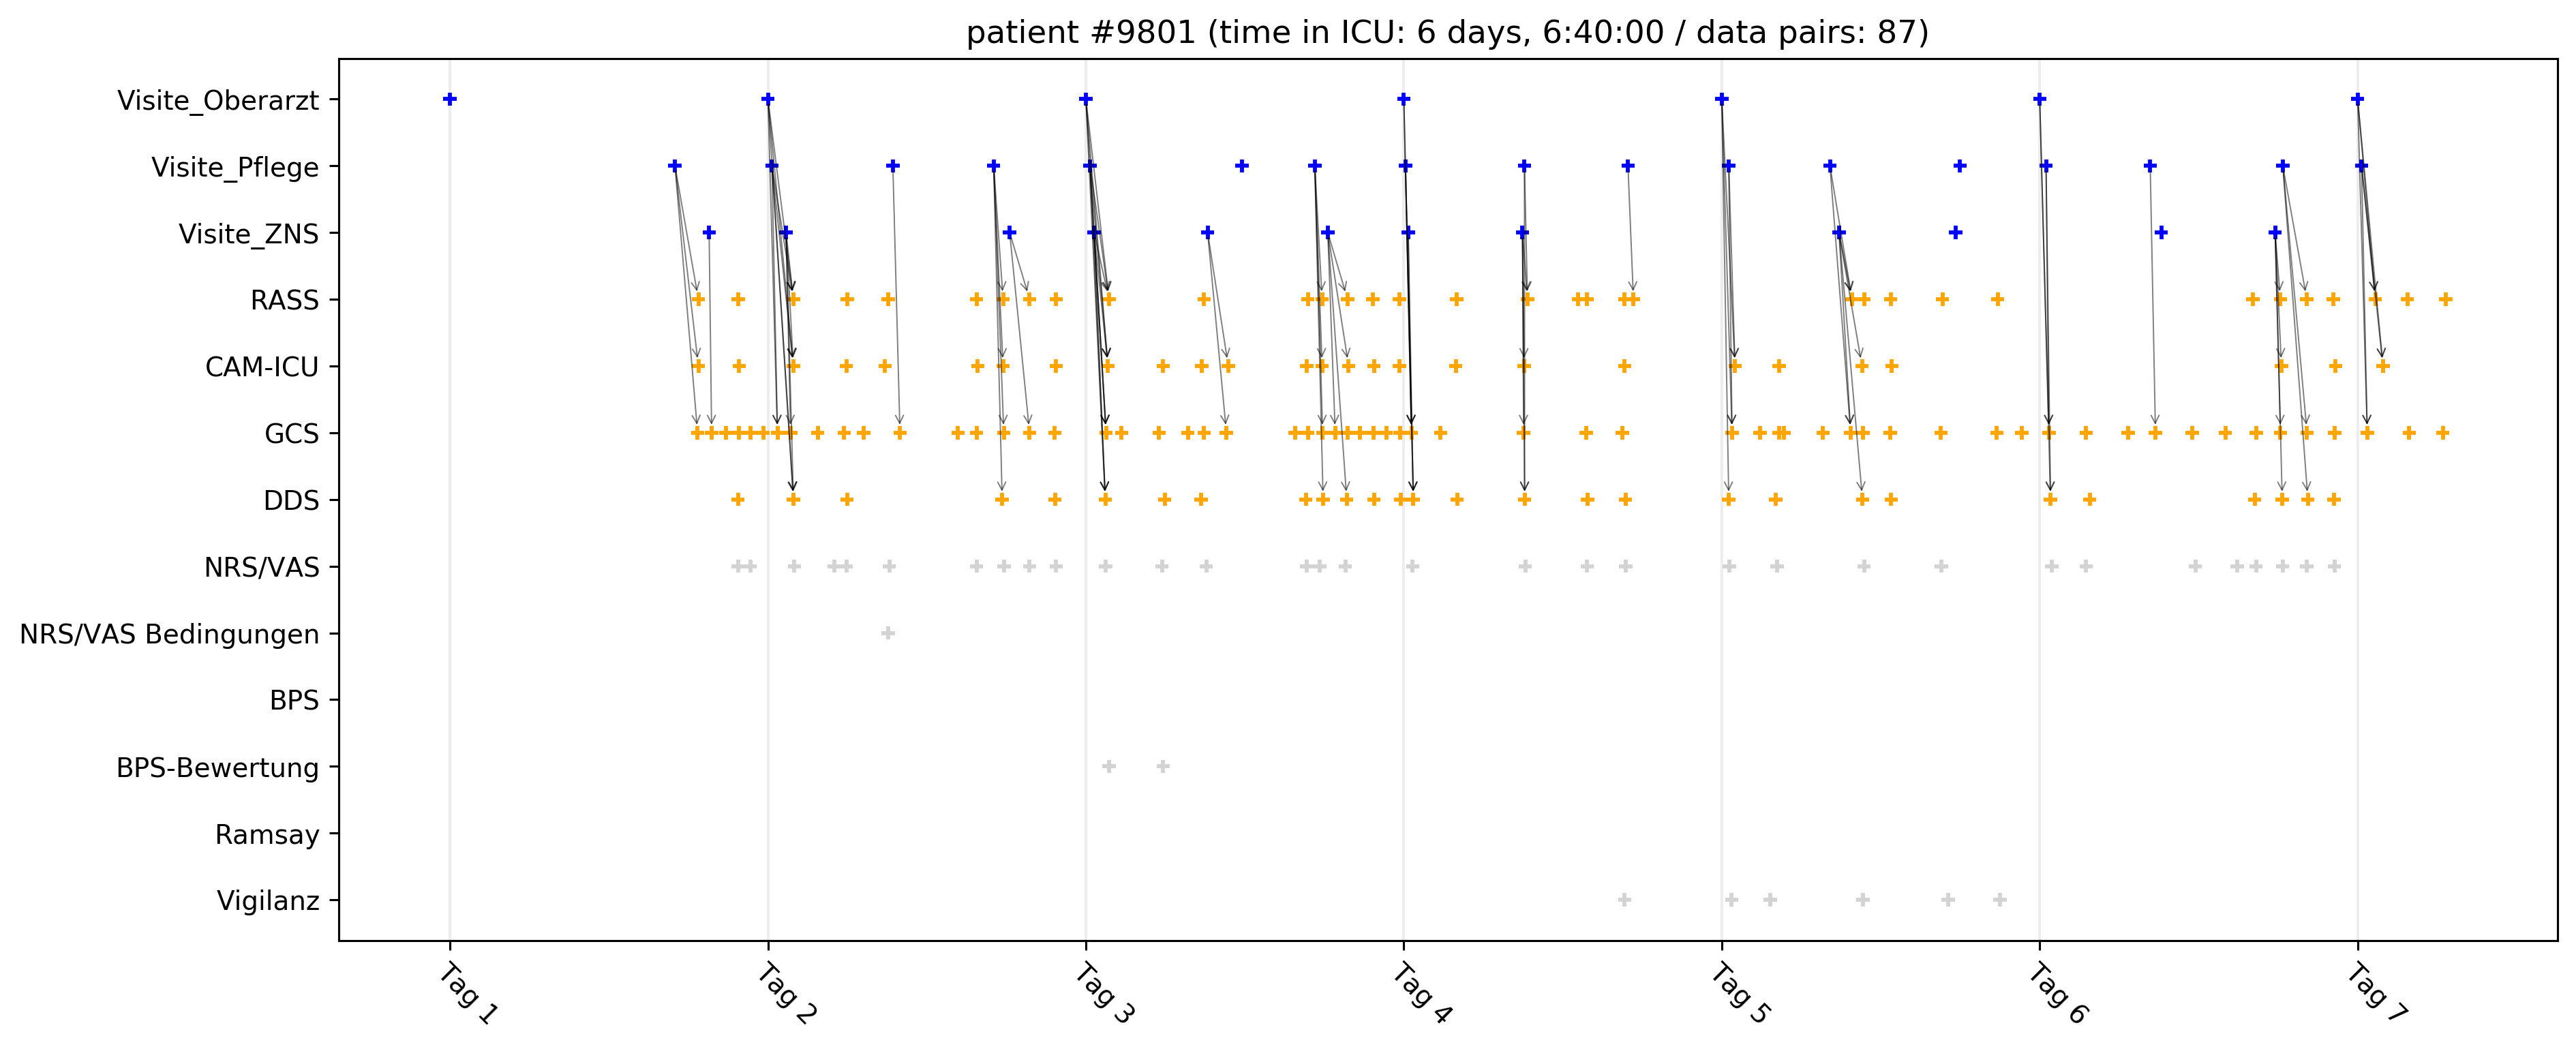 patient #9801 (time in ICU: 6 days, 6:40:00 / data pairs: 87)
Visite_Oberarzt
Visite_Pflege
Visite_ZNS
RASS
CAM-ICU
GCS
DDS
NRS/VAS
NRS/VAS Bedingungen
BPS
BPS-Bewertung
Ramsay
Vigilanz
Tag 1
Tag 2
Tag 3
Tag 4
Tag 5
Tag 6
Tag 7